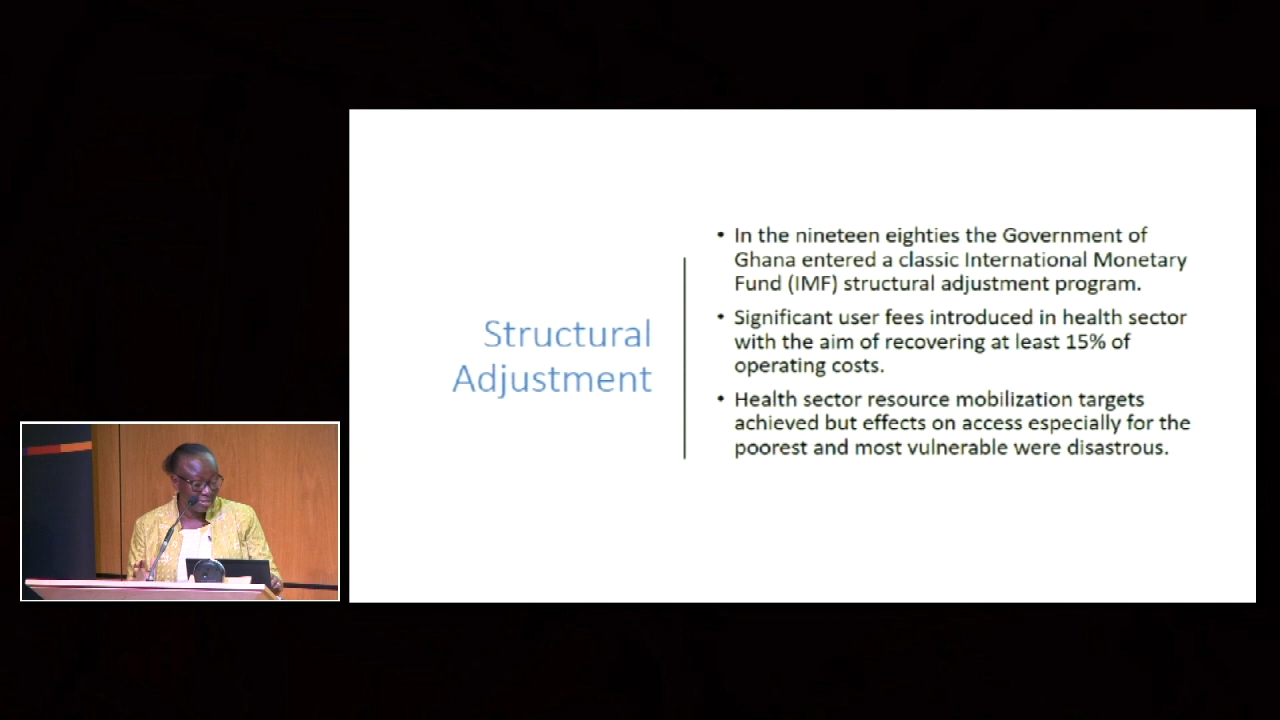 Structural
Adjustment
• In the nineteen eighties the Government of
Ghana entered a classic International Monetary
Fund (IMF) structural adjustment program.
• Significant user fees introduced in health sector
with the aim of recovering at least 15% of
operating costs.
• Health sector resource mobilization targets
achieved but effects on access especially for the
poorest and most vulnerable were disastrous.